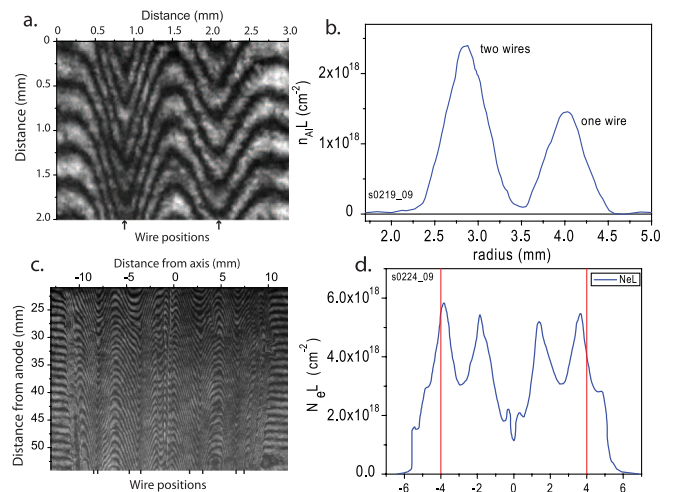 a.
Distance (mm)
0 0.5 1.0 1.5 2.0 2.5 3.0
Distance (mm)
0
0.5
1.0
1.5
2.0
Wire positions
b.
n_Al L (cm^-2)
2x10^18
1x10^18
0
two wires
one wire
s0219_09
2.0 2.5 3.0 3.5 4.0 4.5 5.0
radius (mm)
c.
Distance from axis (mm)
-10 -5 0 5 10
Distance from anode (mm)
25
30
35
40
45
50
Wire positions
d.
N_e L (cm^-2)
6.0x10^18
4.0x10^18
2.0x10^18
0.0
s0224_09
NeL
-6 -4 -2 0 2 4 6